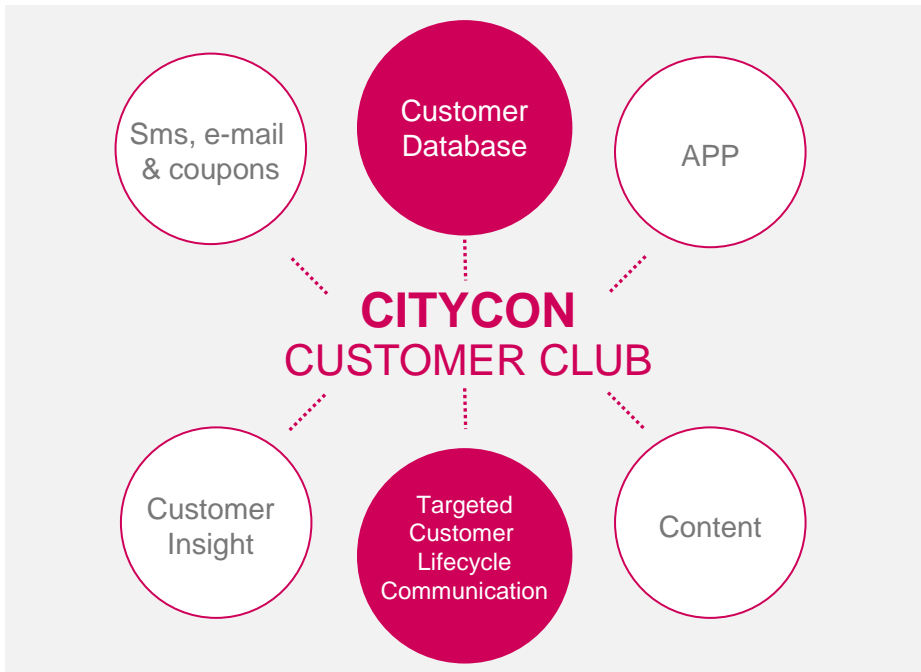 Sms, e-mail
& coupons
Customer
Database
APP
CITYCON
CUSTOMER CLUB
Customer
Insight
Targeted
Customer
Lifecycle
Communication
Content